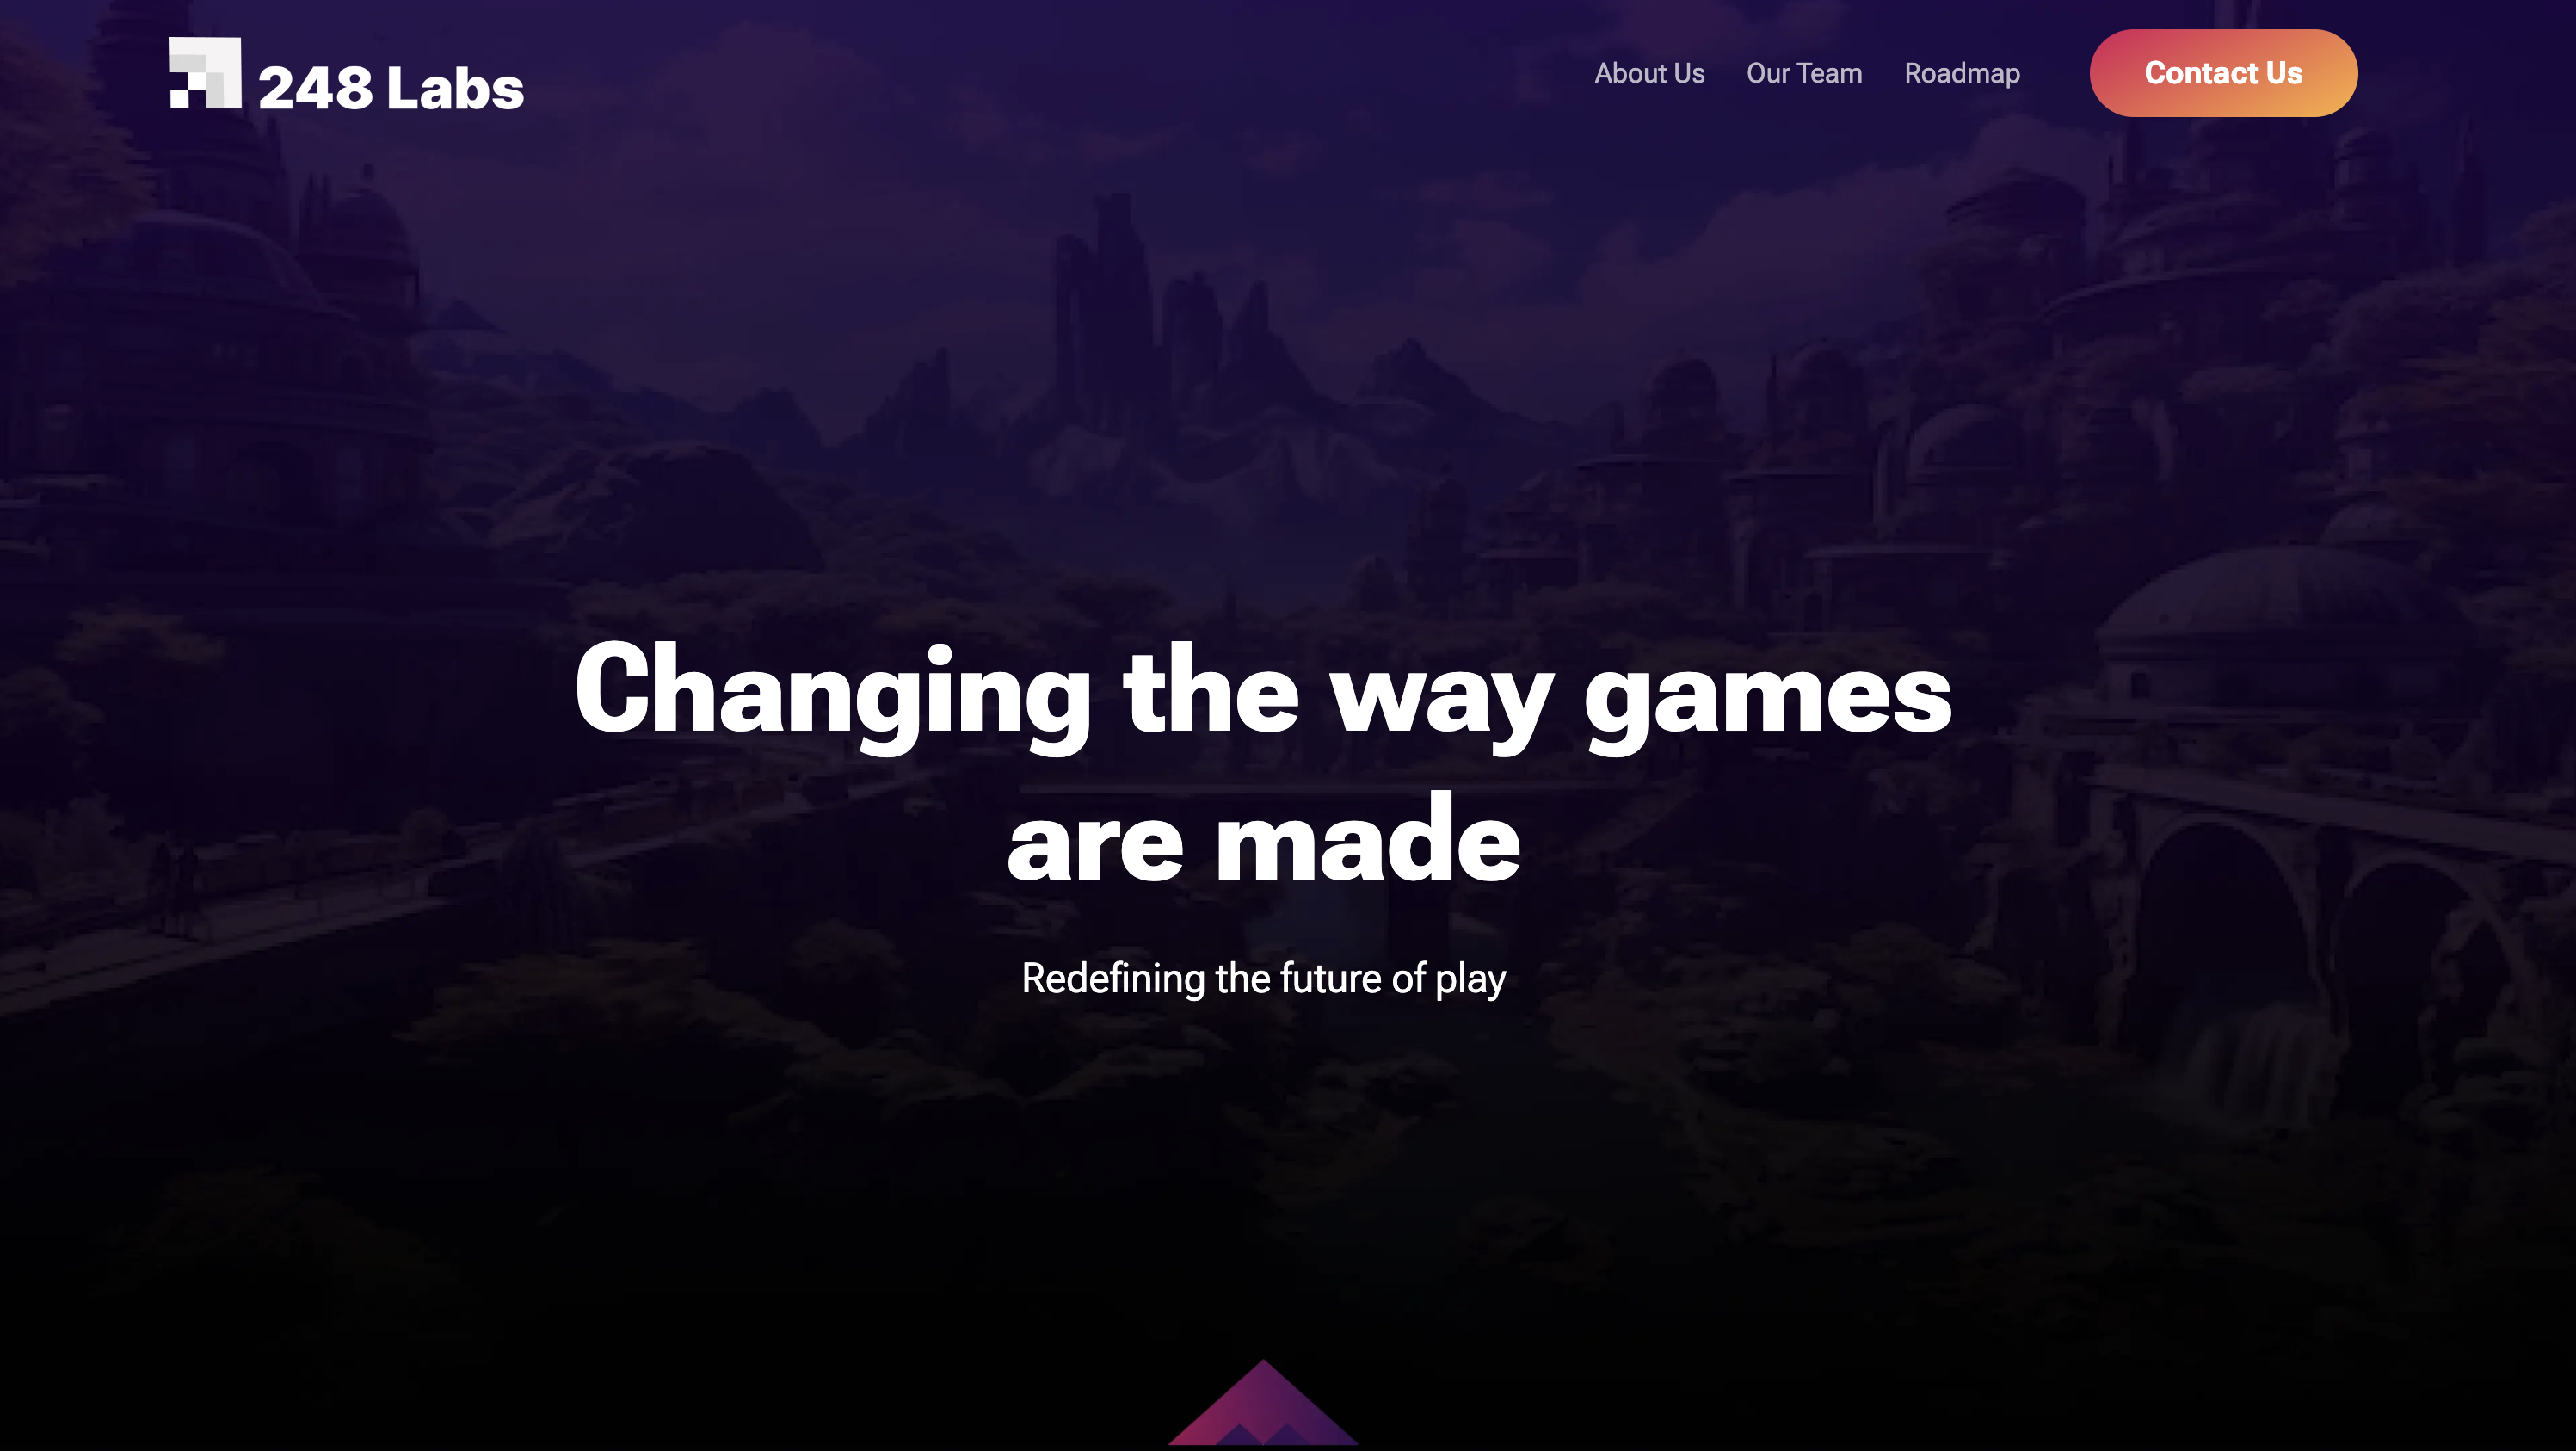 248 Labs
About Us
Our Team
Roadmap
Contact Us
Changing the way games
are made
Redefining the future of play